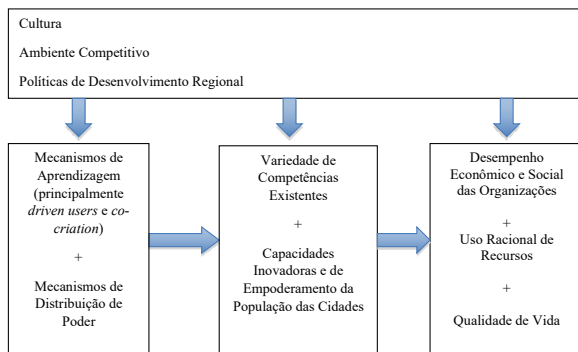 Cultura
Ambiente Competitivo
Políticas de Desenvolvimento Regional
Mecanismos de
Aprendizagem
(principalmente
driven users e co-
criation)
+
Mecanismos de
Distribuição de
Poder
Variedade de
Competências
Existentes
+
Capacidades
Inovadoras e de
Empoderamento da
População das Cidades
Desempenho
Econômico e Social
das Organizações
+
Uso Racional de
Recursos
+
Qualidade de Vida